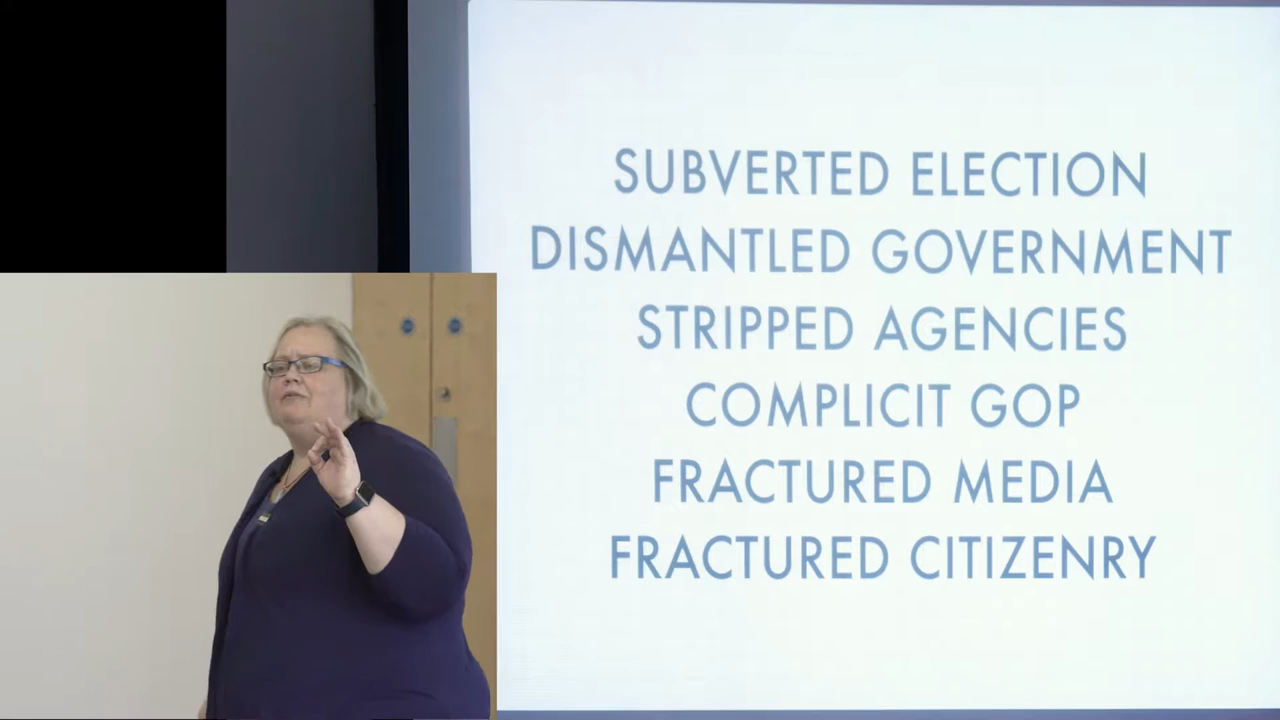 SUBVERTED ELECTION
DISMANTLED GOVERNMENT
STRIPPED AGENCIES
COMPLICIT GOP
FRACTURED MEDIA
FRACTURED CITIZENRY